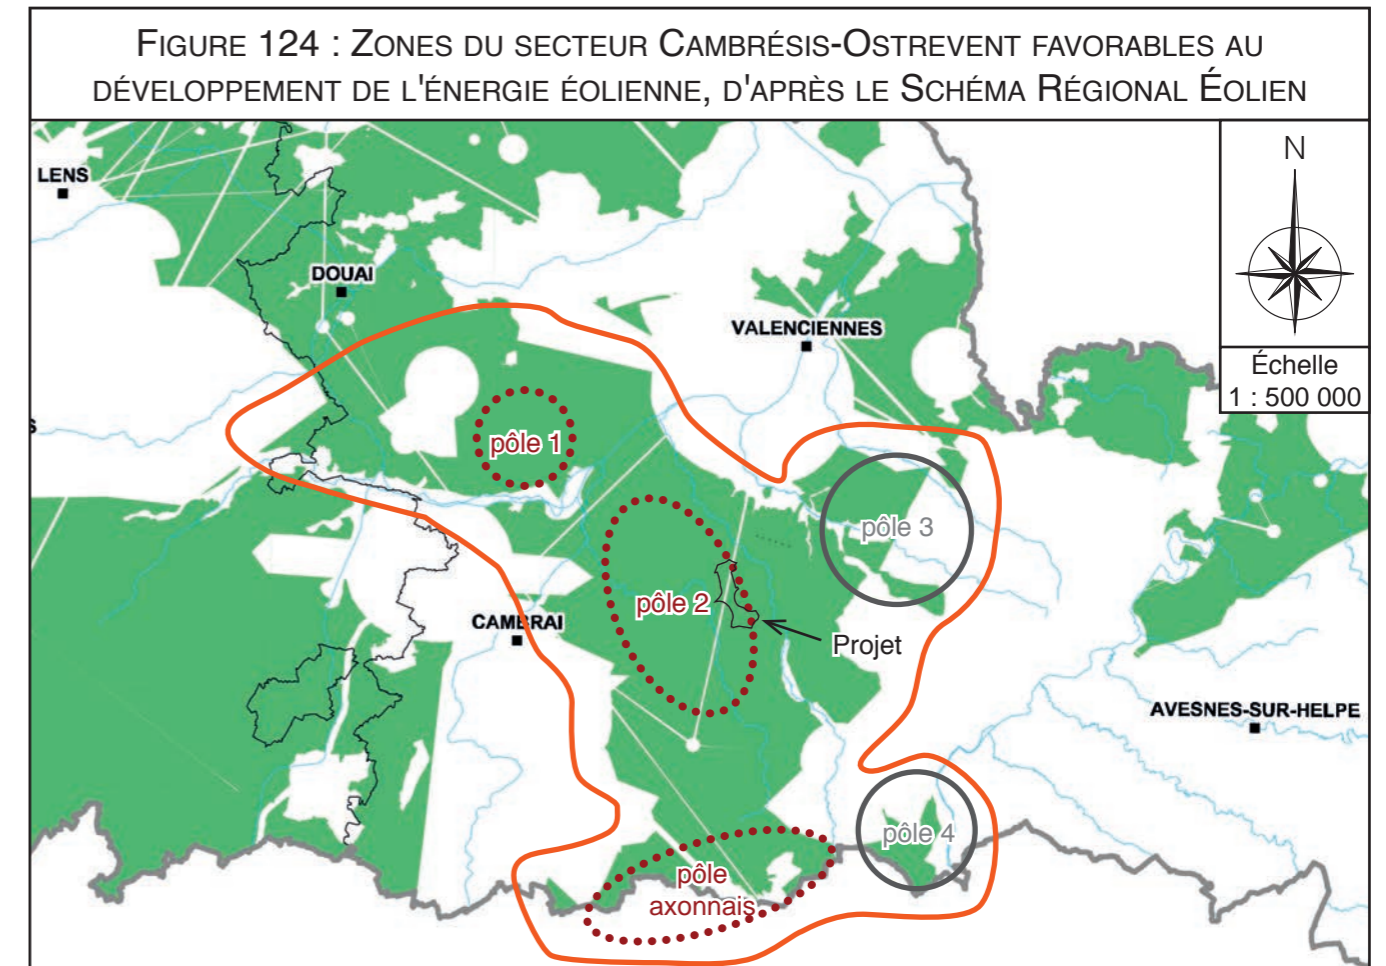 FIGURE 124 : ZONES DU SECTEUR CAMBRÉSIS-OSTREVENT FAVORABLES AU
DÉVELOPPEMENT DE L'ÉNERGIE ÉOLIENNE, D'APRÈS LE SCHÉMA RÉGIONAL ÉOLIEN
N
Échelle
1 : 500 000
LENS
DOUAI
VALENCIENNES
S
pôle 1
pôle 3
pôle 2
CAMBRAI
Projet
AVESNES-SUR-HELPE
pôle 4
pôle
axonnais